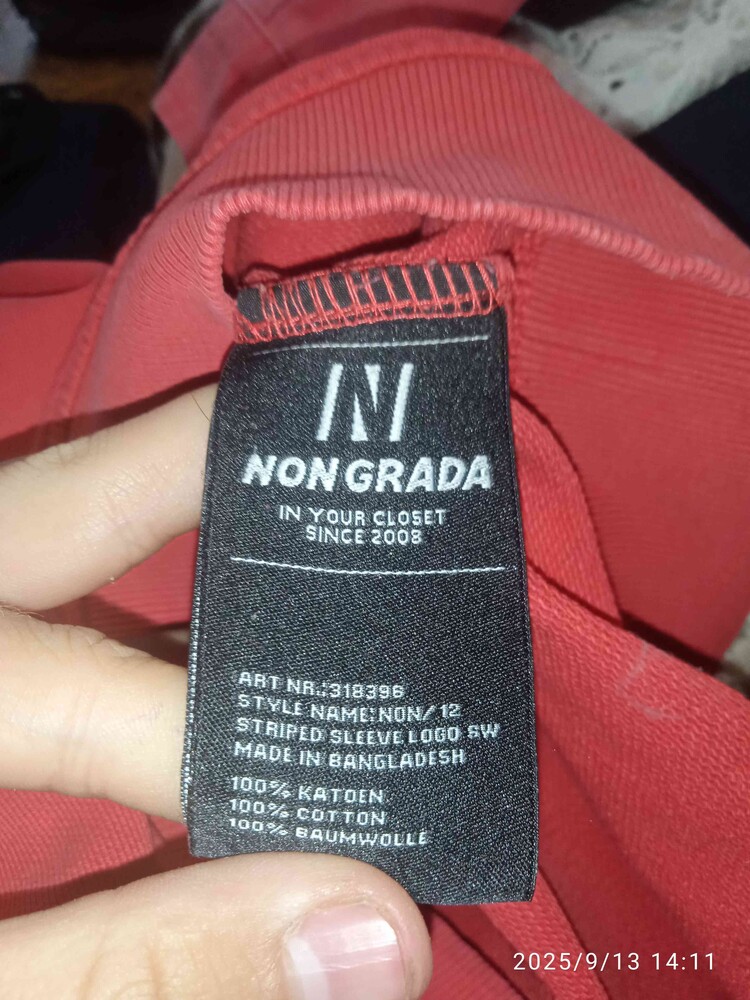 N
NONGRADA
IN YOUR CLOSET
SINCE 2008
ART NR.:318396
STYLE NAME:NON/12
STRIPED SLEEVE LOGO SW
MADE IN BANGLADESH
100% KATOEN
100% COTTON
100% BAUMWOLLE
2025/9/13 14:11